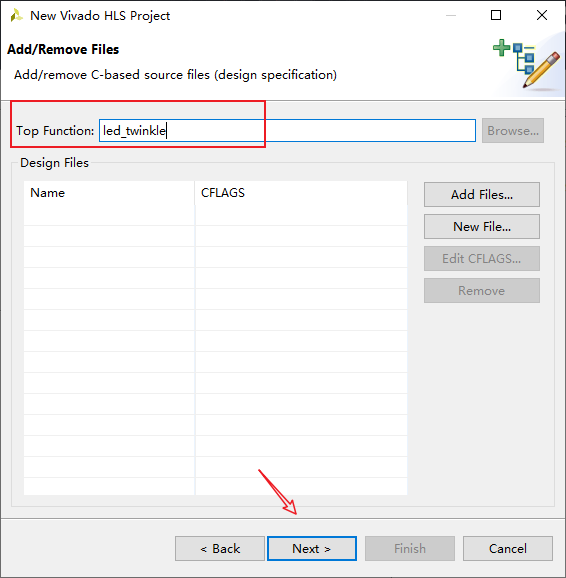 New Vivado HLS Project
Add/Remove Files
Add/remove C-based source files (design specification)
Top Function: led_twinkle Browse...
Design Files
Name CFLAGS
Add Files...
New File...
Edit CFLAGS...
Remove
< Back Next > Finish Cancel